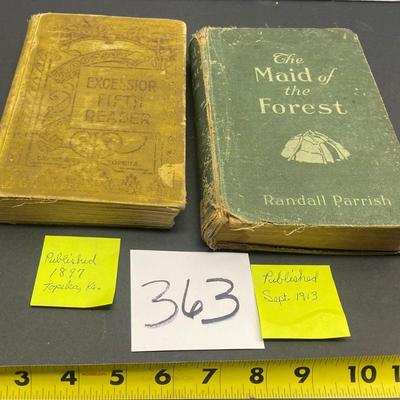 EXCELSIOR
FIFTH
READER
The
Maid of
the
Forest
Randall Parrish
Published
1897
Topeka, Ks.
363
Published
Sept. 1913
3 4 5 6 7 8 9 10 1